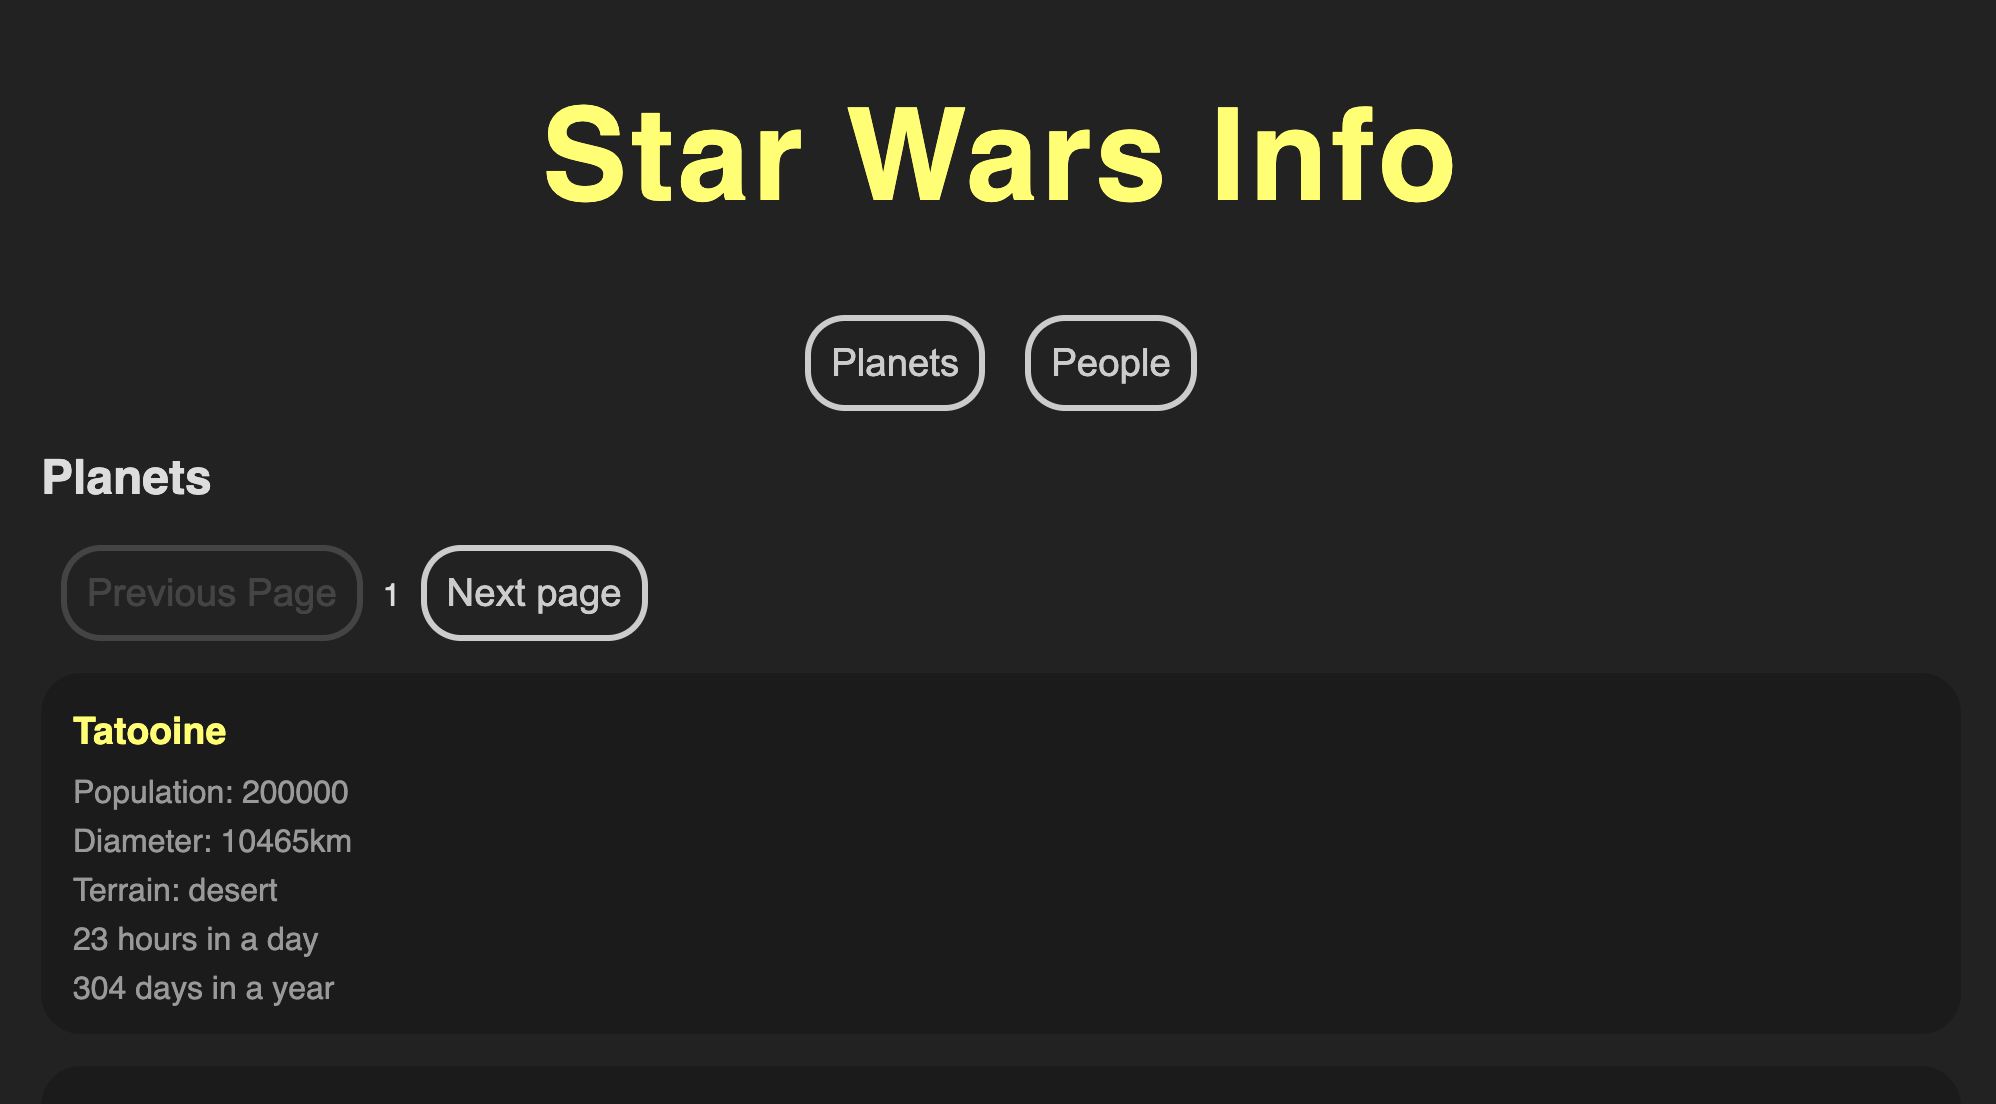 Star Wars Info
Planets People
Planets
Previous Page 1 Next page
Tatooine
Population: 200000
Diameter: 10465km
Terrain: desert
23 hours in a day
304 days in a year